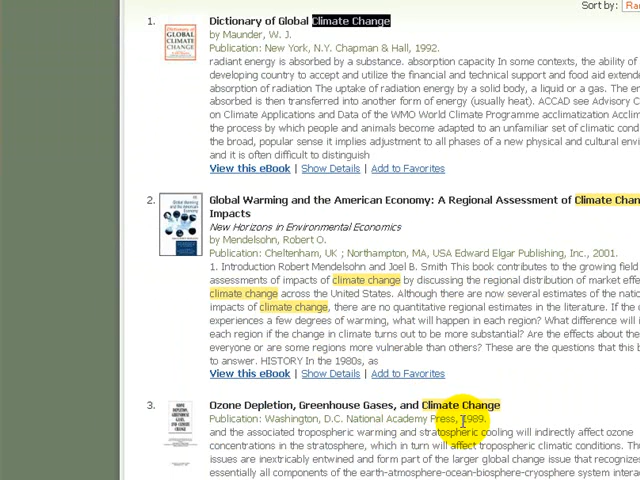 Sort by: Ra
1. Dictionary of Global Climate Change
by Maunder, W. J.
Publication: New York, N.Y. Chapman & Hall, 1992.
radiant energy is absorbed by a substance. absorption capacity In some contexts, the ability of
developing country to accept and utilize the financial and technical support and food aid extende
absorption of radiation The uptake of radiation energy by a solid body, a liquid or a gas. The e
absorbed is then transferred into another form of energy (usually heat). ACCAD see Advisory C
on Climate Applications and Data of the WMO World Climate Programme acclimatization Acclim
the process by which people and animals become adapted to an unfamiliar set of climatic cond
the broad, popular sense it implies adjustment to all phases of a new physical and cultural envi
and it is often difficult to distinguish
View this eBook | Show Details | Add to Favorites
DICTIONARY OF GLOBAL CLIMATE CHANGE
2. Global Warming and the American Economy: A Regional Assessment of Climate Chan
Impacts
New Horizons in Environmental Economics
by Mendelsohn, Robert O.
Publication: Cheltenham, UK ; Northampton, MA, USA Edward Elgar Publishing, Inc., 2001.
1. Introduction Robert Mendelsohn and Joel B. Smith This book contributes to the growing field
assessments of impacts of climate change by discussing the regional distribution of market effe
climate change across the United States. Although there are now several estimates of the natio
impacts of climate change, there are no quantitative regional estimates in the literature. If the
experiences a few degrees of warming, what will happen in each region? What difference will i
each region if the change in climate turns out to be more substantial? Are the effects about the
everyone or are some regions more vulnerable than others? These are the questions that this b
to answer. HISTORY In the 1980s, as
View this eBook | Show Details | Add to Favorites
3. Ozone Depletion, Greenhouse Gases, and Climate Change
Publication: Washington, D.C. National Academy Press, 1989.
and the associated tropospheric warming and stratospheric cooling will indirectly affect ozone
concentrations in the stratosphere, which in turn will affect tropospheric climatic conditions. Thu
issues are inextricably entwined and form part of the larger global change issue that recognizes
essentially all components of the earth-atmosphere-ocean-biosphere-cryosphere system intera